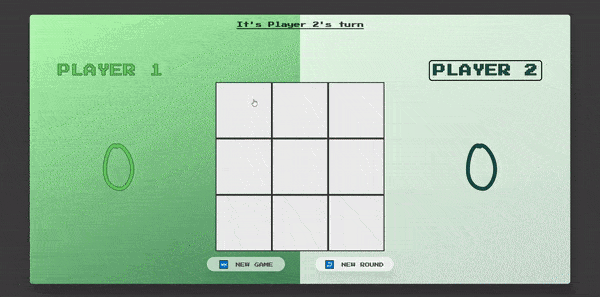 It's Player 2's turn
PLAYER 1
PLAYER 2
0
0
NEW GAME
NEW ROUND